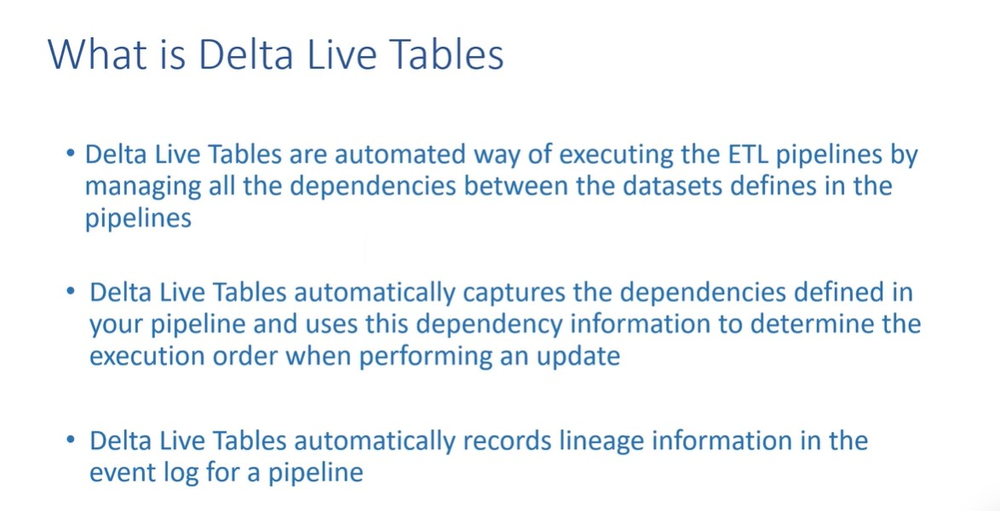 What is Delta Live Tables
• Delta Live Tables are automated way of executing the ETL pipelines by
managing all the dependencies between the datasets defines in the
pipelines
• Delta Live Tables automatically captures the dependencies defined in
your pipeline and uses this dependency information to determine the
execution order when performing an update
• Delta Live Tables automatically records lineage information in the
event log for a pipeline